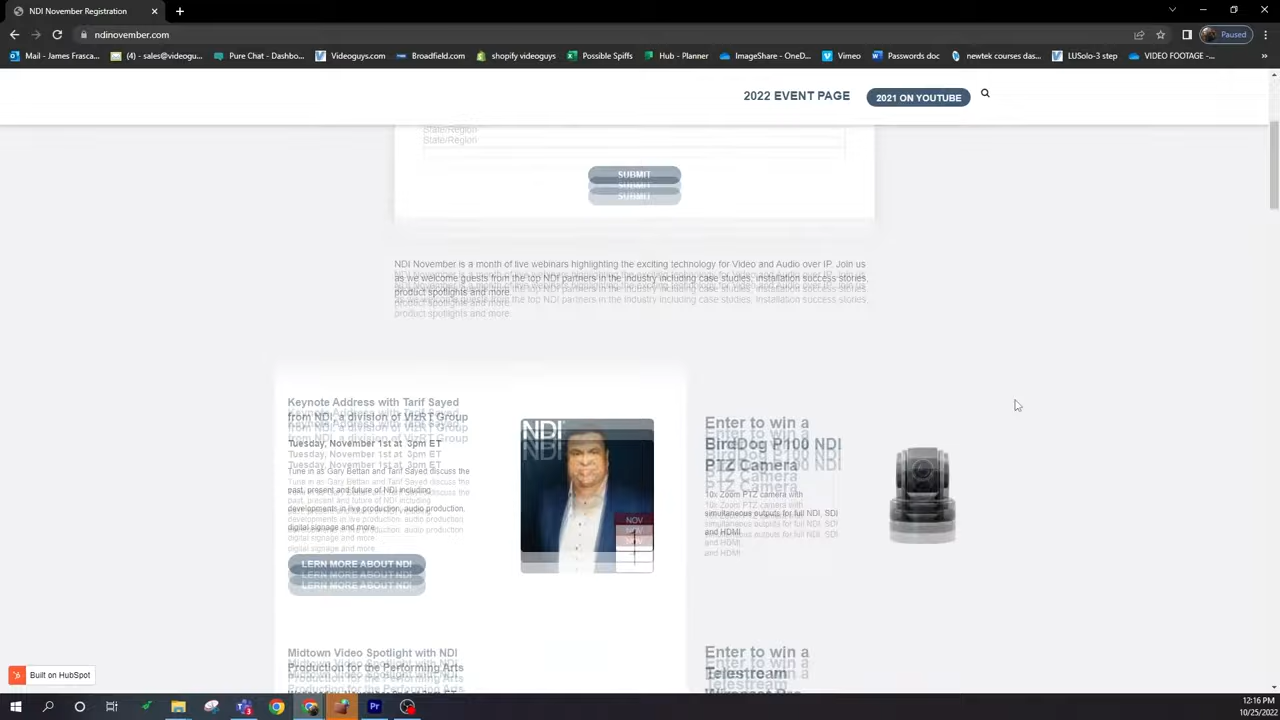 NDI November Registration
ndinovember.com
Paused
Mail - James Frasca...
(4) - sales@videogu...
Pure Chat - Dashbo...
Videoguys.com
Broadfield.com
shopify videoguys
Possible Spiffs
Hub - Planner
ImageShare - OneD...
Vimeo
Passwords doc
newtek courses das...
LUSolo-3 step
VIDEO FOOTAGE -...
2022 EVENT PAGE
2021 ON YOUTUBE
State/Region
SUBMIT
NDI November is a month of live webinars highlighting the exciting technology for Video and Audio over IP. Join us
as we welcome guests from the top NDI partners in the industry including case studies, installation success stories,
product spotlights and more.
Keynote Address with Tarif Sayed
from NDI, a division of VizRT Group
Tuesday, November 1st at 3pm ET
Tune in as Gary Bettan and Tarif Sayed discuss the
past, present and future of NDI including
developments in live production, audio production,
digital signage and more.
LERN MORE ABOUT NDI
NDI
NOV
1
Enter to win a
BirdDog P100 NDI
PTZ Camera
10x Zoom PTZ camera with
simultaneous outputs for full NDI, SDI
and HDMI
Midtown Video Spotlight with NDI
Production for the Performing Arts
Enter to win a
Telestream
Built on HubSpot
12:16 PM
10/25/2022